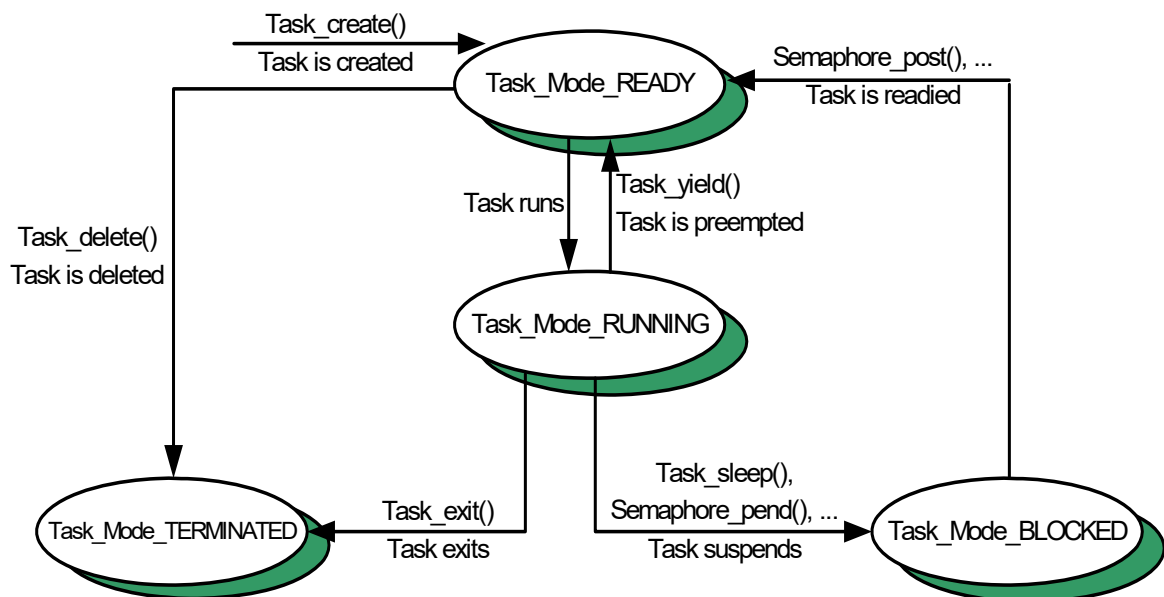 Task_create()
Task is created
Task_Mode_READY
Semaphore_post(), ...
Task is readied
Task_yield()
Task runs
Task is preempted
Task_delete()
Task is deleted
Task_Mode_RUNNING
Task_sleep(),
Task_exit()
Semaphore_pend(), ...
Task_Mode_TERMINATED
Task_Mode_BLOCKED
Task exits
Task suspends